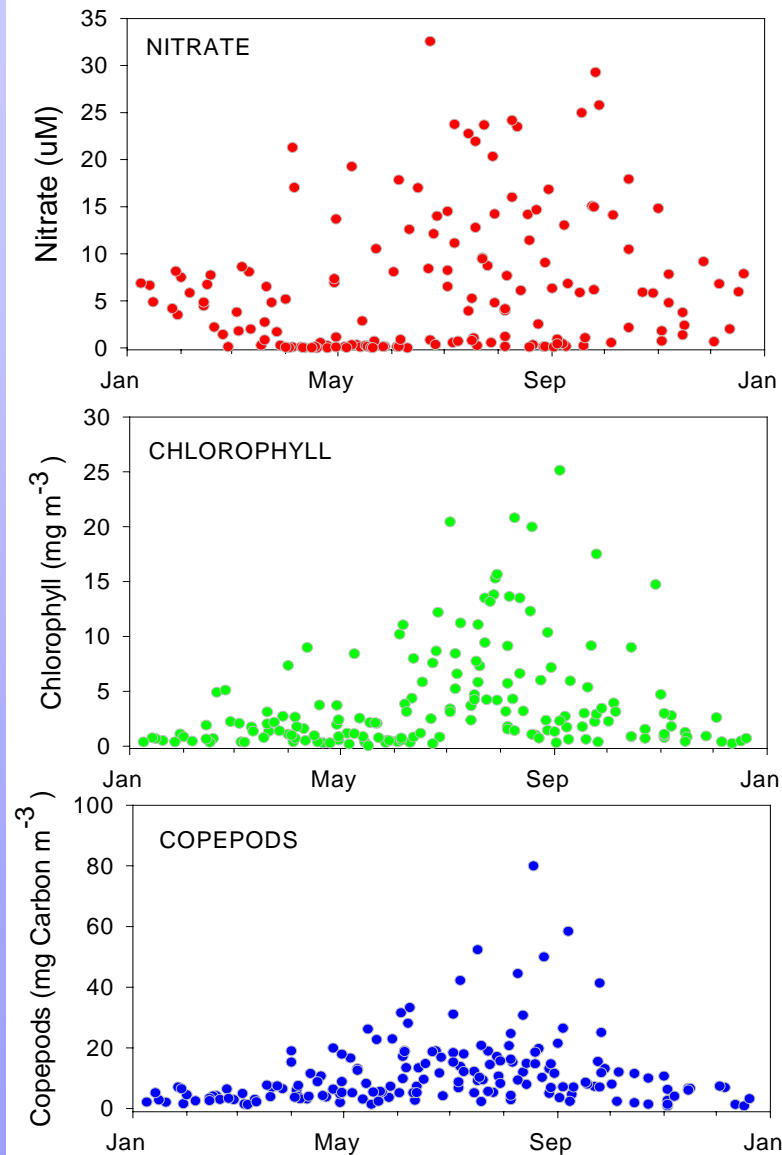 NITRATE
Nitrate (uM)
35
30
25
20
15
10
5
0
Jan May Sep Jan
CHLOROPHYLL
Chlorophyll (mg m⁻³ )
30
25
20
15
10
5
0
Jan May Sep Jan
COPEPODS
Copepods (mg Carbon m⁻³ )
100
80
60
40
20
0
Jan May Sep Jan